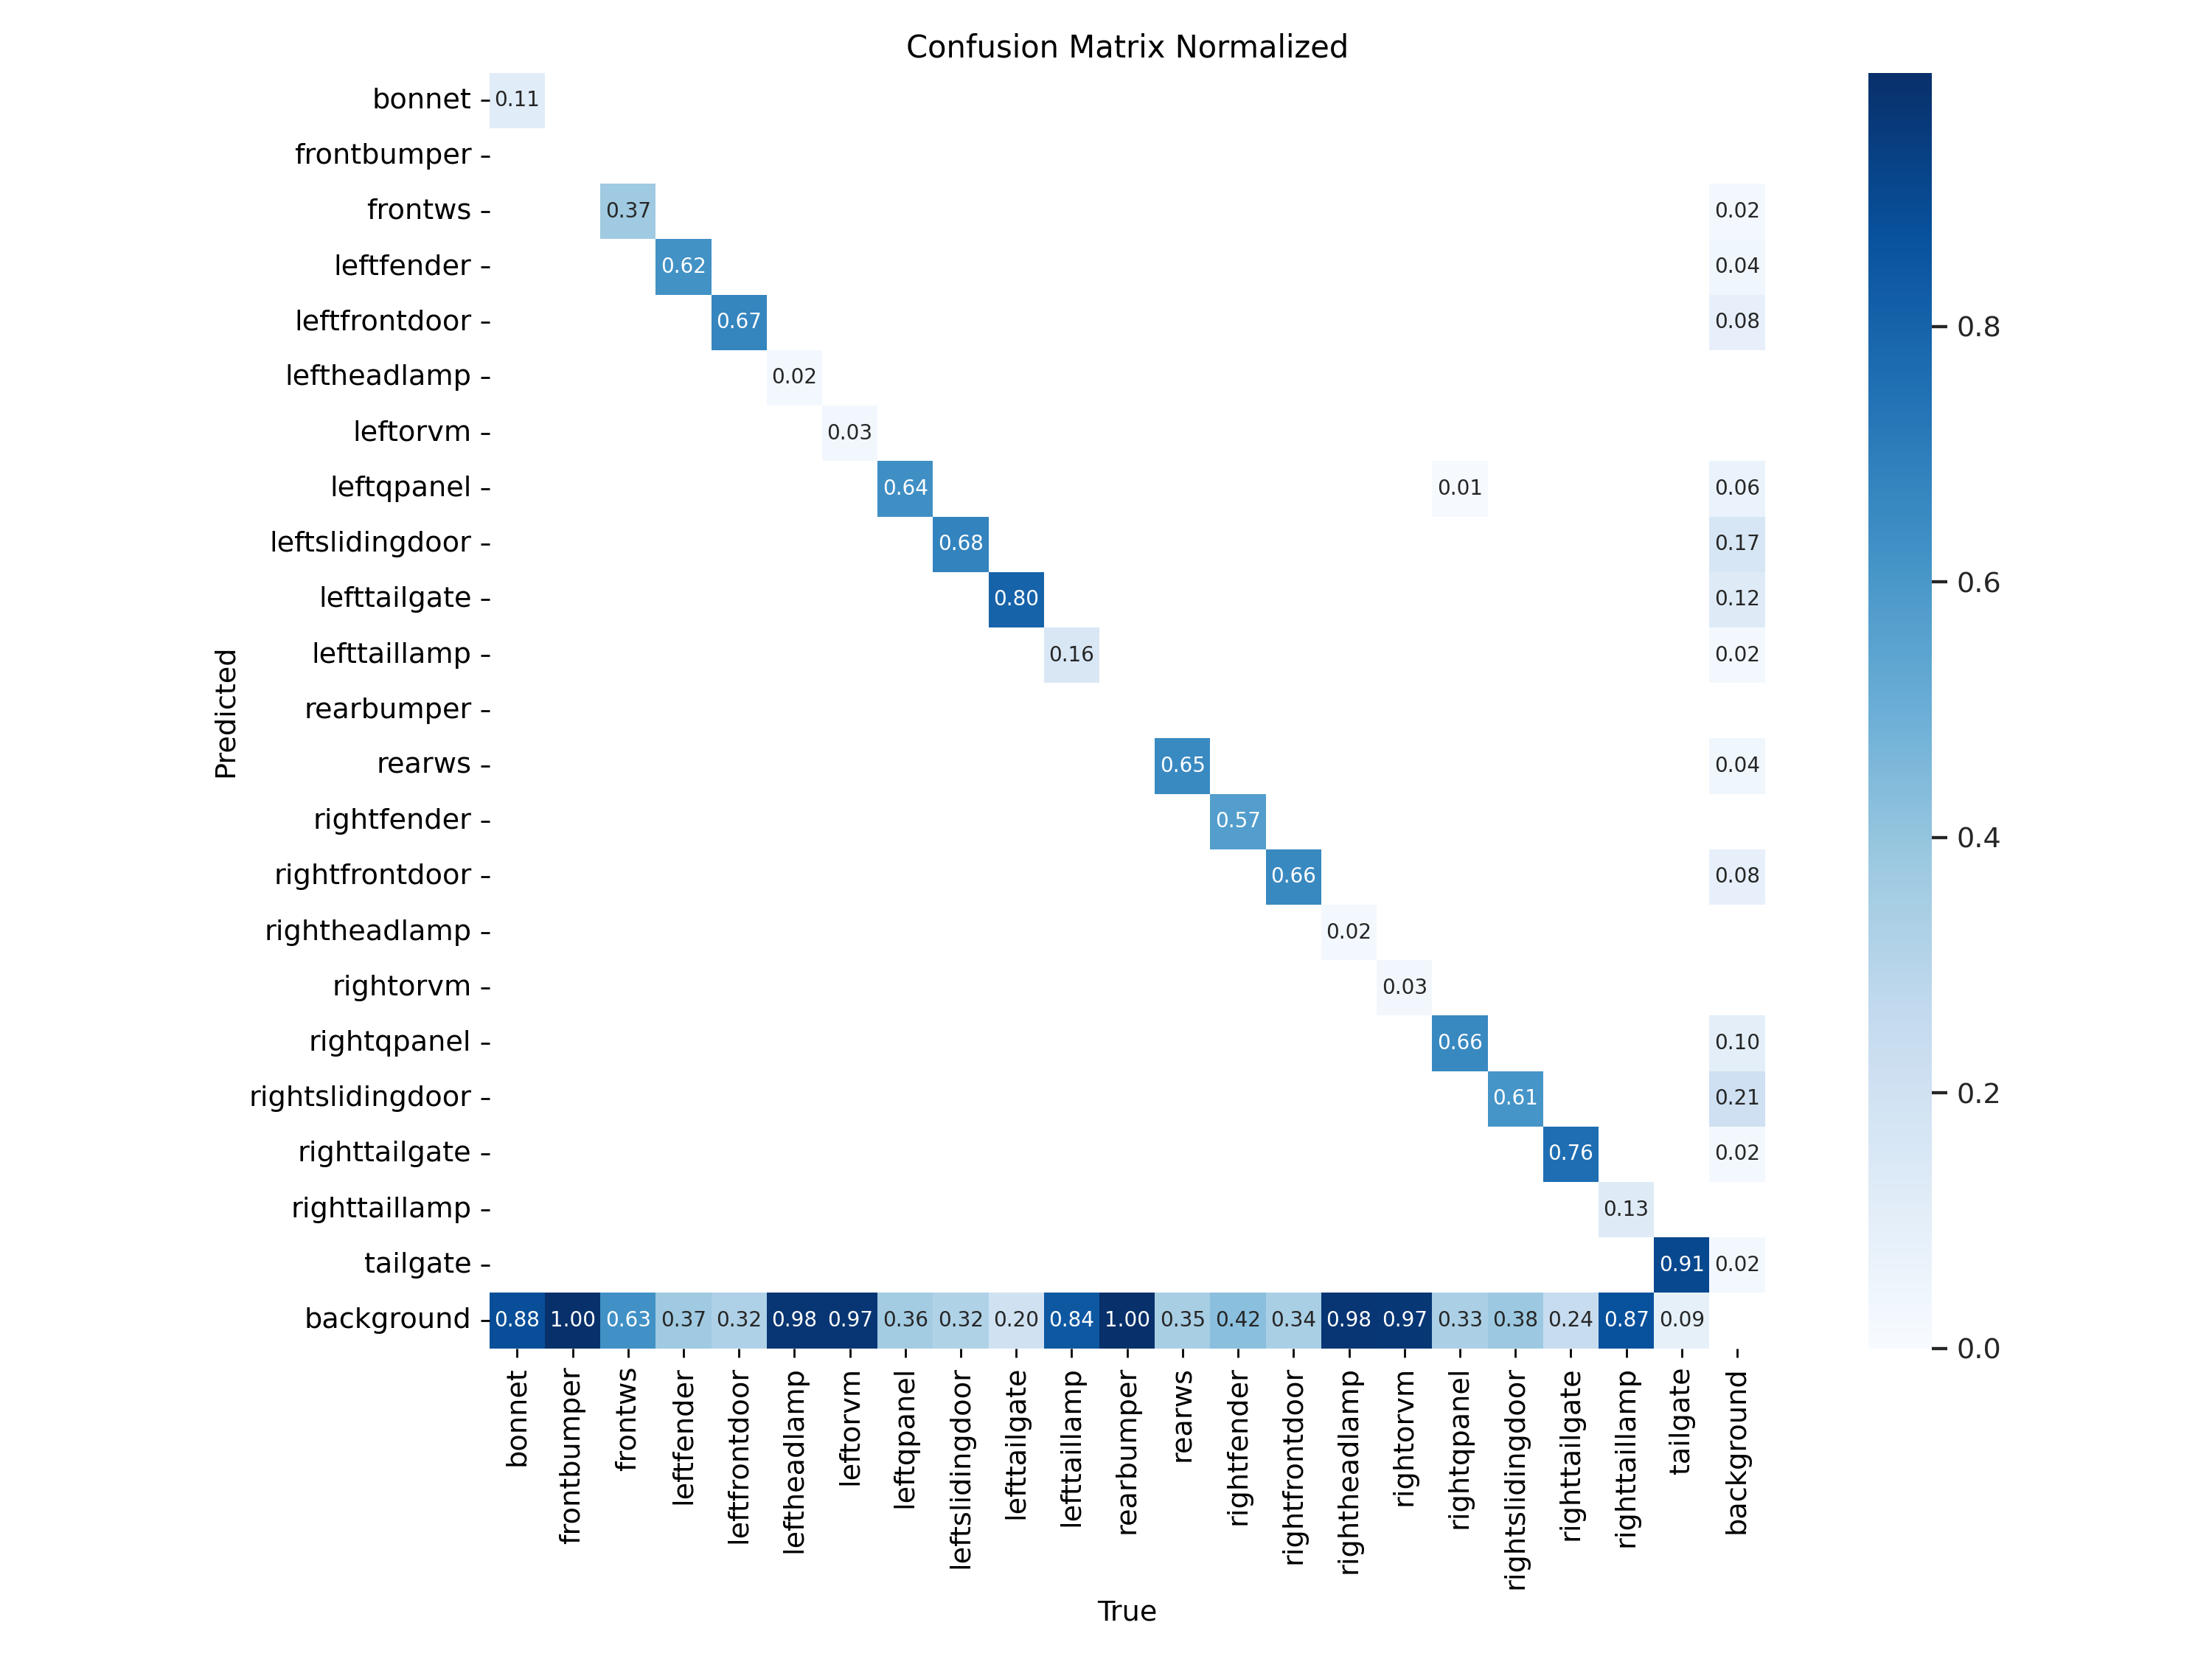 Confusion Matrix Normalized
bonnet 0.11
frontbumper
frontws 0.37 0.02
leftfender 0.62 0.04
leftfrontdoor 0.67 0.08 0.8
leftheadlamp 0.02
leftorvm 0.03
leftqpanel 0.64 0.01 0.06
leftslidingdoor 0.68 0.17
0.6
lefttailgate 0.80 0.12
lefttaillamp 0.16 0.02
Predicted
rearbumper
rearws 0.65 0.04
rightfender 0.57
0.4
rightfrontdoor 0.66 0.08
rightheadlamp 0.02
rightorvm 0.03
rightqpanel 0.66 0.10
rightslidingdoor 0.61 0.21 0.2
righttailgate 0.76 0.02
righttaillamp 0.13
tailgate 0.91 0.02
background 0.88 1.00 0.63 0.37 0.32 0.98 0.97 0.36 0.32 0.20 0.84 1.00 0.35 0.42 0.34 0.98 0.97 0.33 0.38 0.24 0.87 0.09
0.0
bonnet
frontbumper
frontws
leftfender
leftfrontdoor
leftheadlamp
leftorvm
leftqpanel
leftslidingdoor
lefttailgate
lefttaillamp
rearbumper
rearws
rightfender
rightfrontdoor
rightheadlamp
rightorvm
rightqpanel
rightslidingdoor
righttailgate
righttaillamp
tailgate
background
True